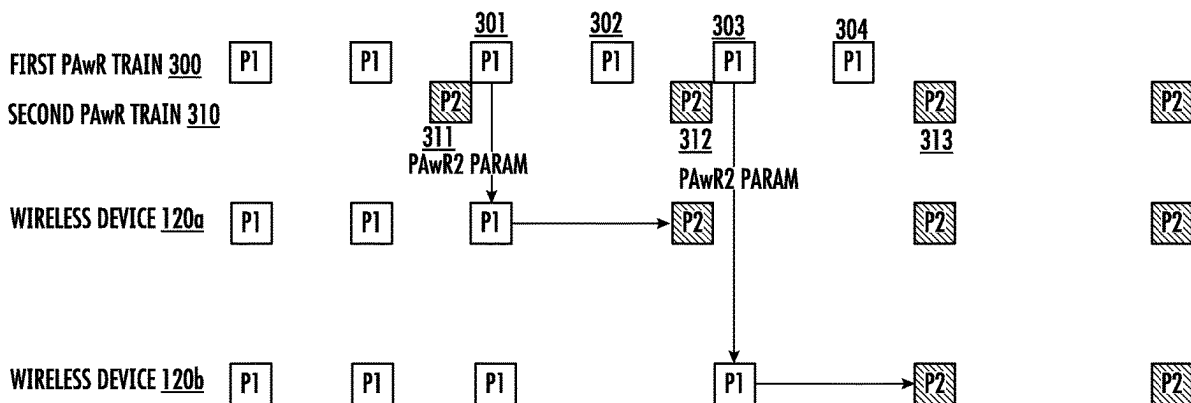 301 302 303 304
FIRST PAwR TRAIN 300 P1 P1 P1 P1 P1 P1
SECOND PAwR TRAIN 310 P2 P2 P2 P2
311 312 313
PAwR2 PARAM PAwR2 PARAM
WIRELESS DEVICE 120a P1 P1 P1 P2 P2 P2
WIRELESS DEVICE 120b P1 P1 P1 P1 P2 P2